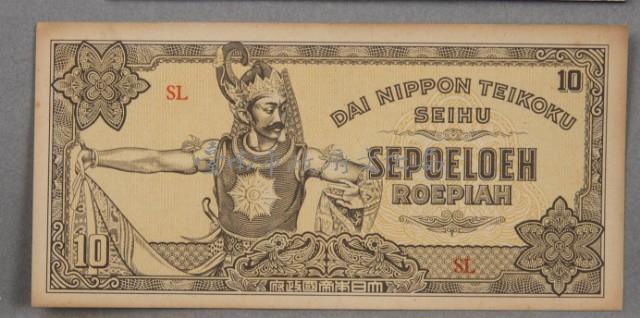 10
SL
DAI NIPPON TEIKOKU
SEIHU
SEPOELOEH
ROEPIAH
10
SL
府政國帝本日大